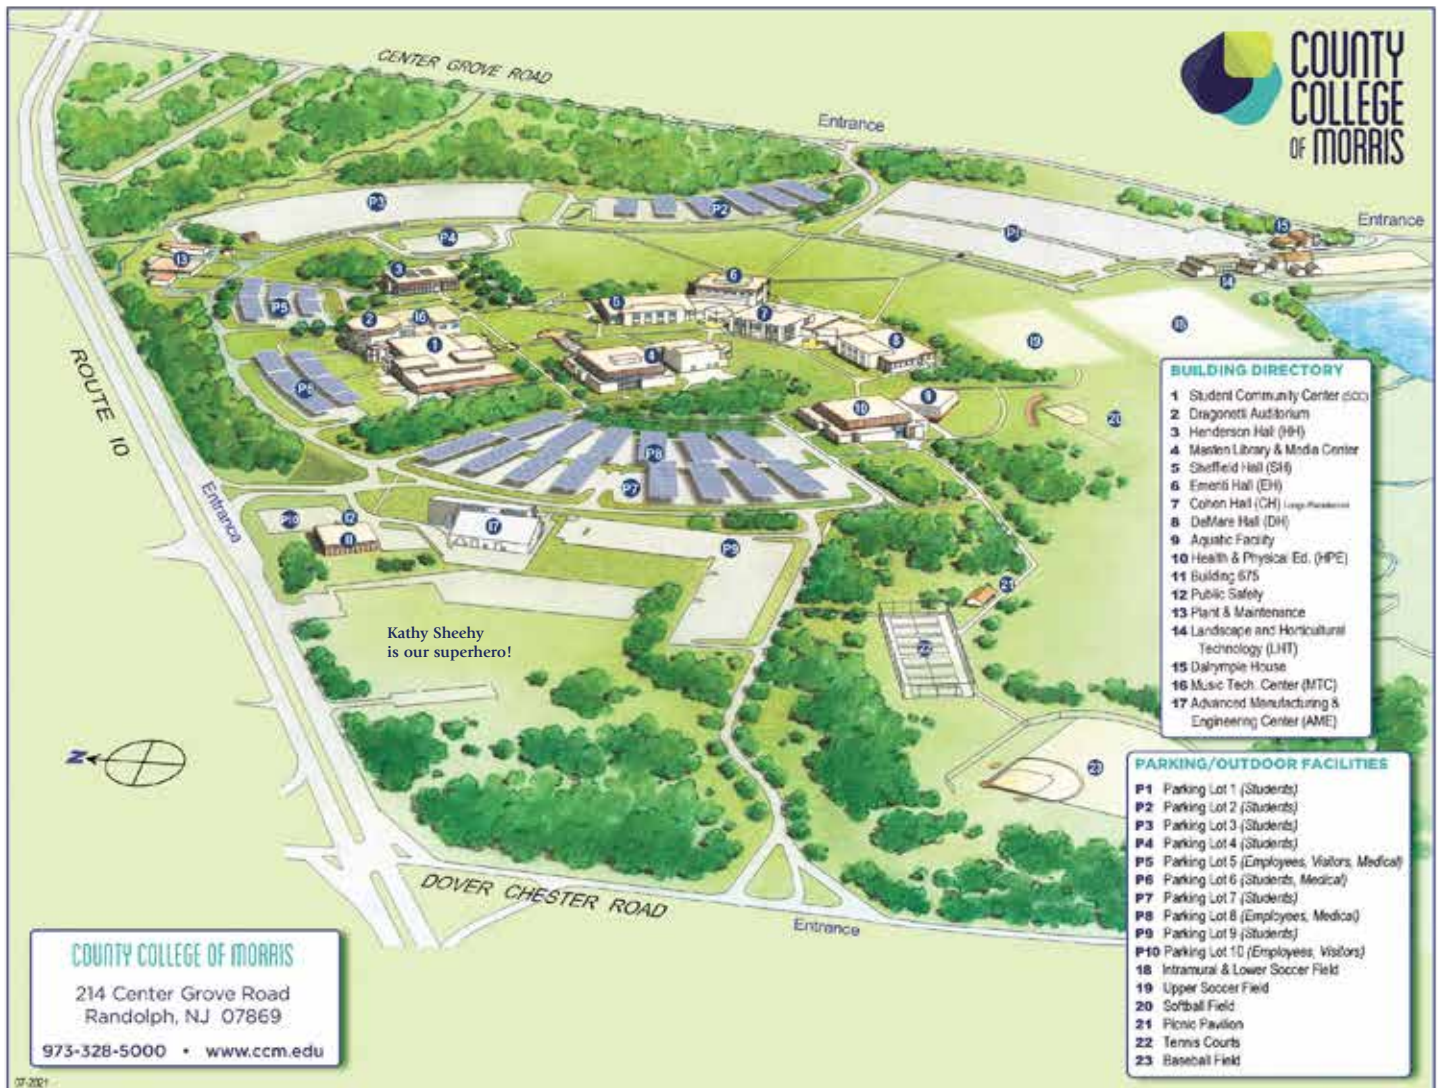 CENTER GROVE ROAD
Entrance
COUNTY
COLLEGE
OF MORRIS
Entrance
15
P3
P2
P1
P4
13
14
3
6
P5
5
7
2
16
18
19
1
8
4
ROUTE 10
P6
9
10
20
P8
P7
Entrance
P10
12
17
11
P9
21
22
Kathy Sheehy
is our superhero!
N
23
DOVER CHESTER ROAD
Entrance
BUILDING DIRECTORY
1 Student Community Center (SCC)
2 Dragonetti Auditorium
3 Henderson Hall (HH)
4 Masten Library & Media Center
5 Sheffield Hall (SH)
6 Emeriti Hall (EH)
7 Cohen Hall (CH)
8 DeMare Hall (DH)
9 Aquatic Facility
10 Health & Physical Ed. (HPE)
11 Building 675
12 Public Safety
13 Plant & Maintenance
14 Landscape and Horticultural
Technology (LHT)
15 Dalrymple House
16 Music Tech. Center (MTC)
17 Advanced Manufacturing &
Engineering Center (AME)
PARKING/OUTDOOR FACILITIES
P1 Parking Lot 1 (Students)
P2 Parking Lot 2 (Students)
P3 Parking Lot 3 (Students)
P4 Parking Lot 4 (Students)
P5 Parking Lot 5 (Employees, Visitors, Medical)
P6 Parking Lot 6 (Students, Medical)
P7 Parking Lot 7 (Students)
P8 Parking Lot 8 (Employees, Medical)
P9 Parking Lot 9 (Students)
P10 Parking Lot 10 (Employees, Visitors)
18 Intramural & Lower Soccer Field
19 Upper Soccer Field
20 Softball Field
21 Picnic Pavilion
22 Tennis Courts
23 Baseball Field
COUNTY COLLEGE OF MORRIS
214 Center Grove Road
Randolph, NJ 07869
973-328-5000 • www.ccm.edu
07-2021